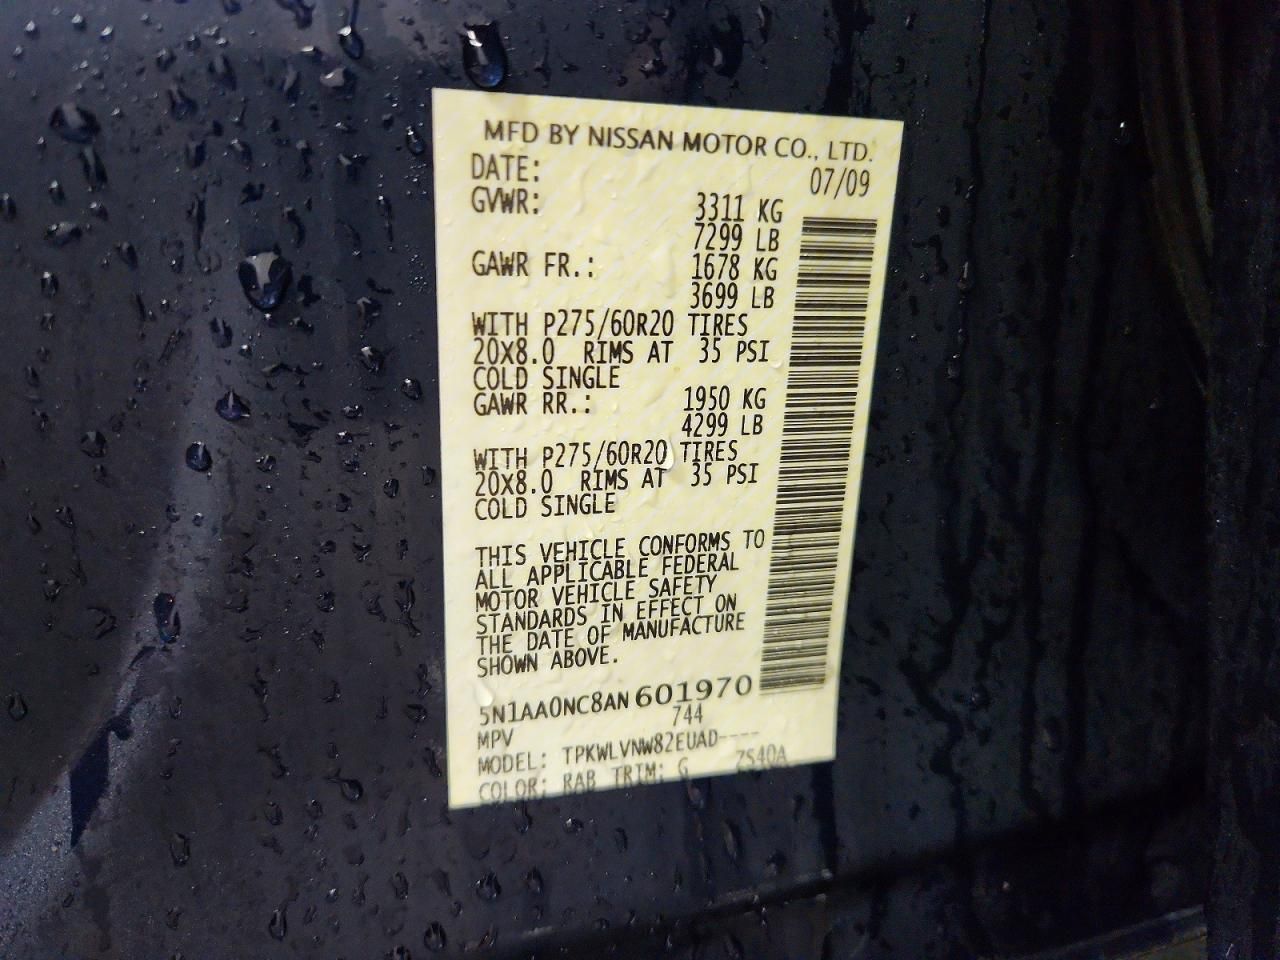 MFD BY NISSAN MOTOR CO., LTD.
DATE: 07/09
GVWR: 3311 KG
7299 LB
GAWR FR.: 1678 KG
3699 LB
WITH P275/60R20 TIRES
20X8.0 RIMS AT 35 PSI
COLD SINGLE
GAWR RR.: 1950 KG
4299 LB
WITH P275/60R20 TIRES
20X8.0 RIMS AT 35 PSI
COLD SINGLE
THIS VEHICLE CONFORMS TO
ALL APPLICABLE FEDERAL
MOTOR VEHICLE SAFETY
STANDARDS IN EFFECT ON
THE DATE OF MANUFACTURE
SHOWN ABOVE.
5N1AA0NC8AN601970
MPV 744
MODEL: TPKWLVNW82EUAD----
COLOR: RAB TRIM: G ZS40A